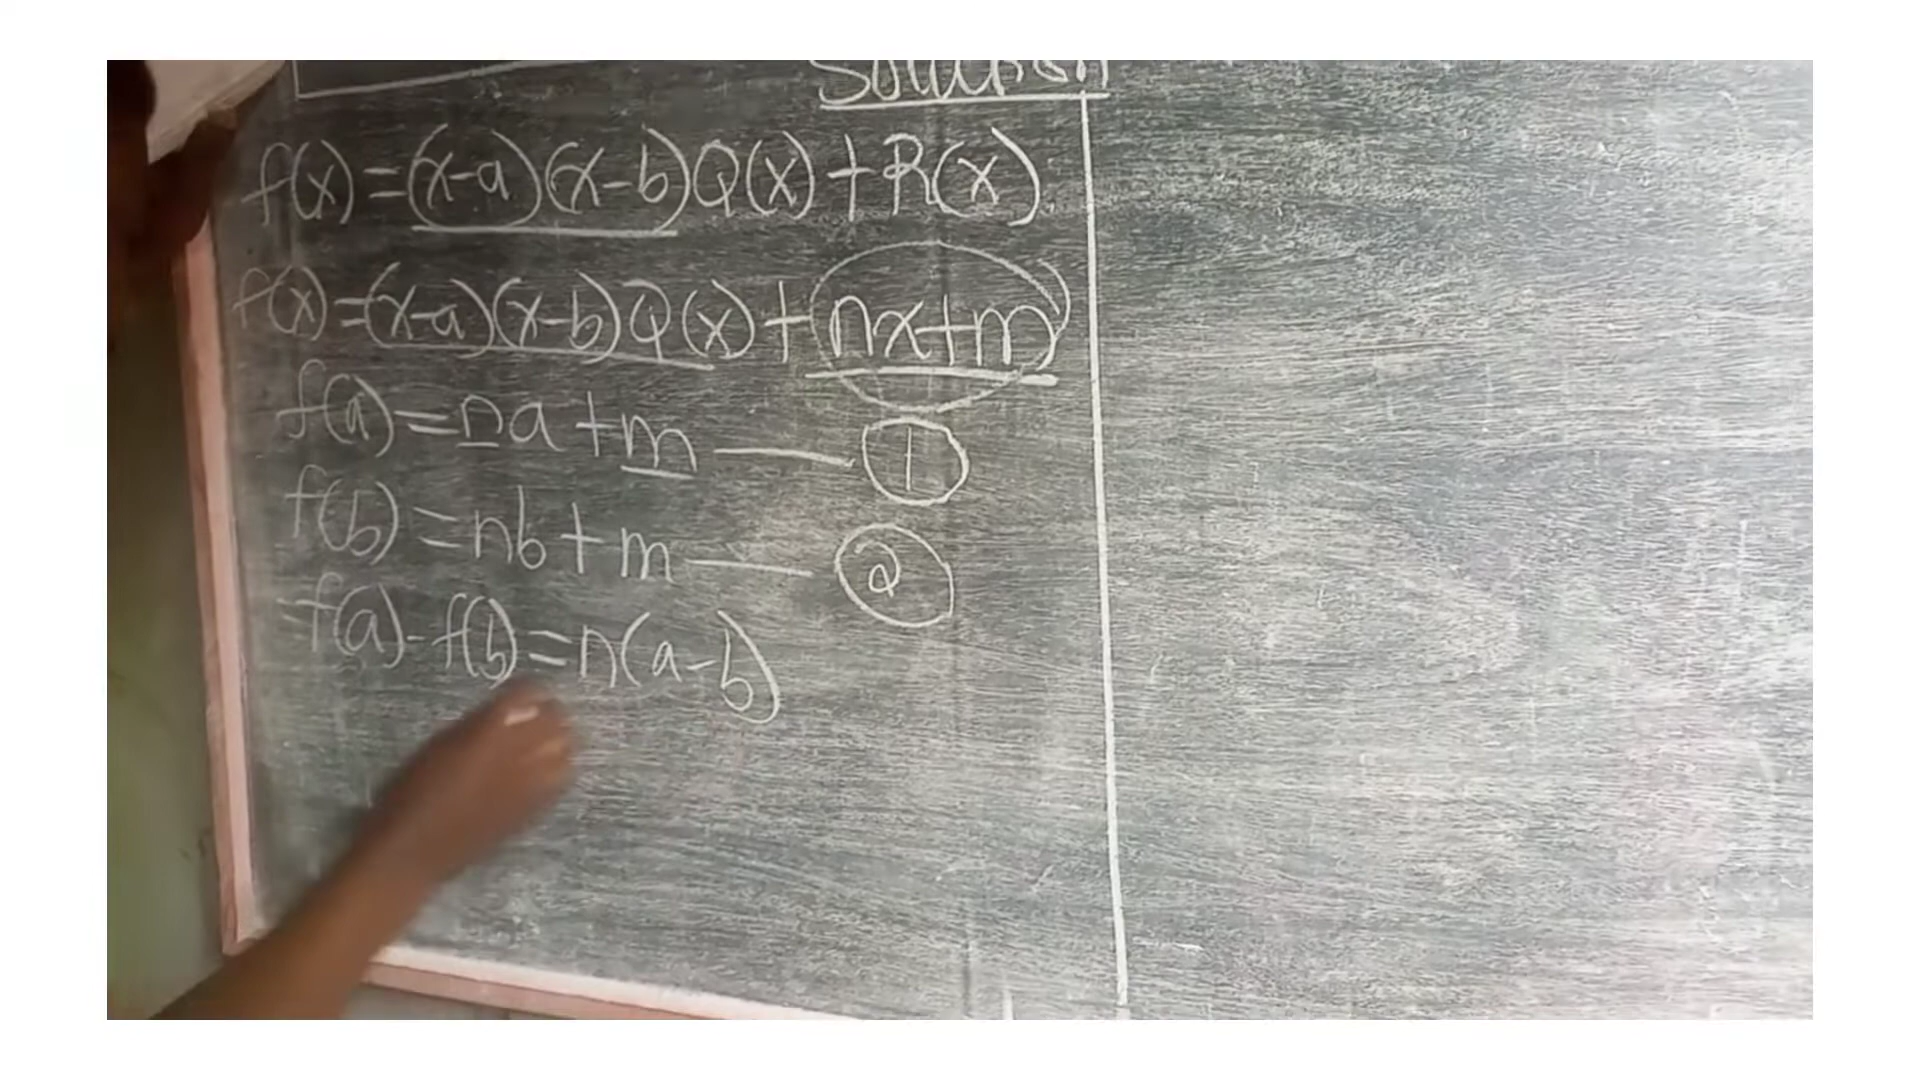 Solution
f(x) = (x-a)(x-b)Q(x) + R(x)
f(x) = (x-a)(x-b)Q(x) + nx+m
f(a) = na + m —— 1
f(b) = nb + m —— 2
f(a) - f(b) = n(a-b)